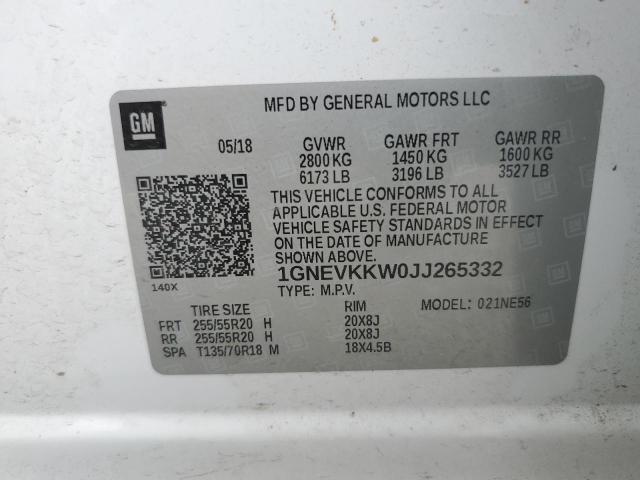 GM
MFD BY GENERAL MOTORS LLC
05/18 GVWR GAWR FRT GAWR RR
2800 KG 1450 KG 1600 KG
6173 LB 3196 LB 3527 LB
THIS VEHICLE CONFORMS TO ALL
APPLICABLE U.S. FEDERAL MOTOR
VEHICLE SAFETY STANDARDS IN EFFECT
ON THE DATE OF MANUFACTURE
SHOWN ABOVE.
1GNEVKKW0JJ265332
140X
TYPE: M.P.V. MODEL: 021NE56
TIRE SIZE RIM
FRT 255/55R20 H 20X8J
RR 255/55R20 H 20X8J
SPA T135/70R18 M 18X4.5B